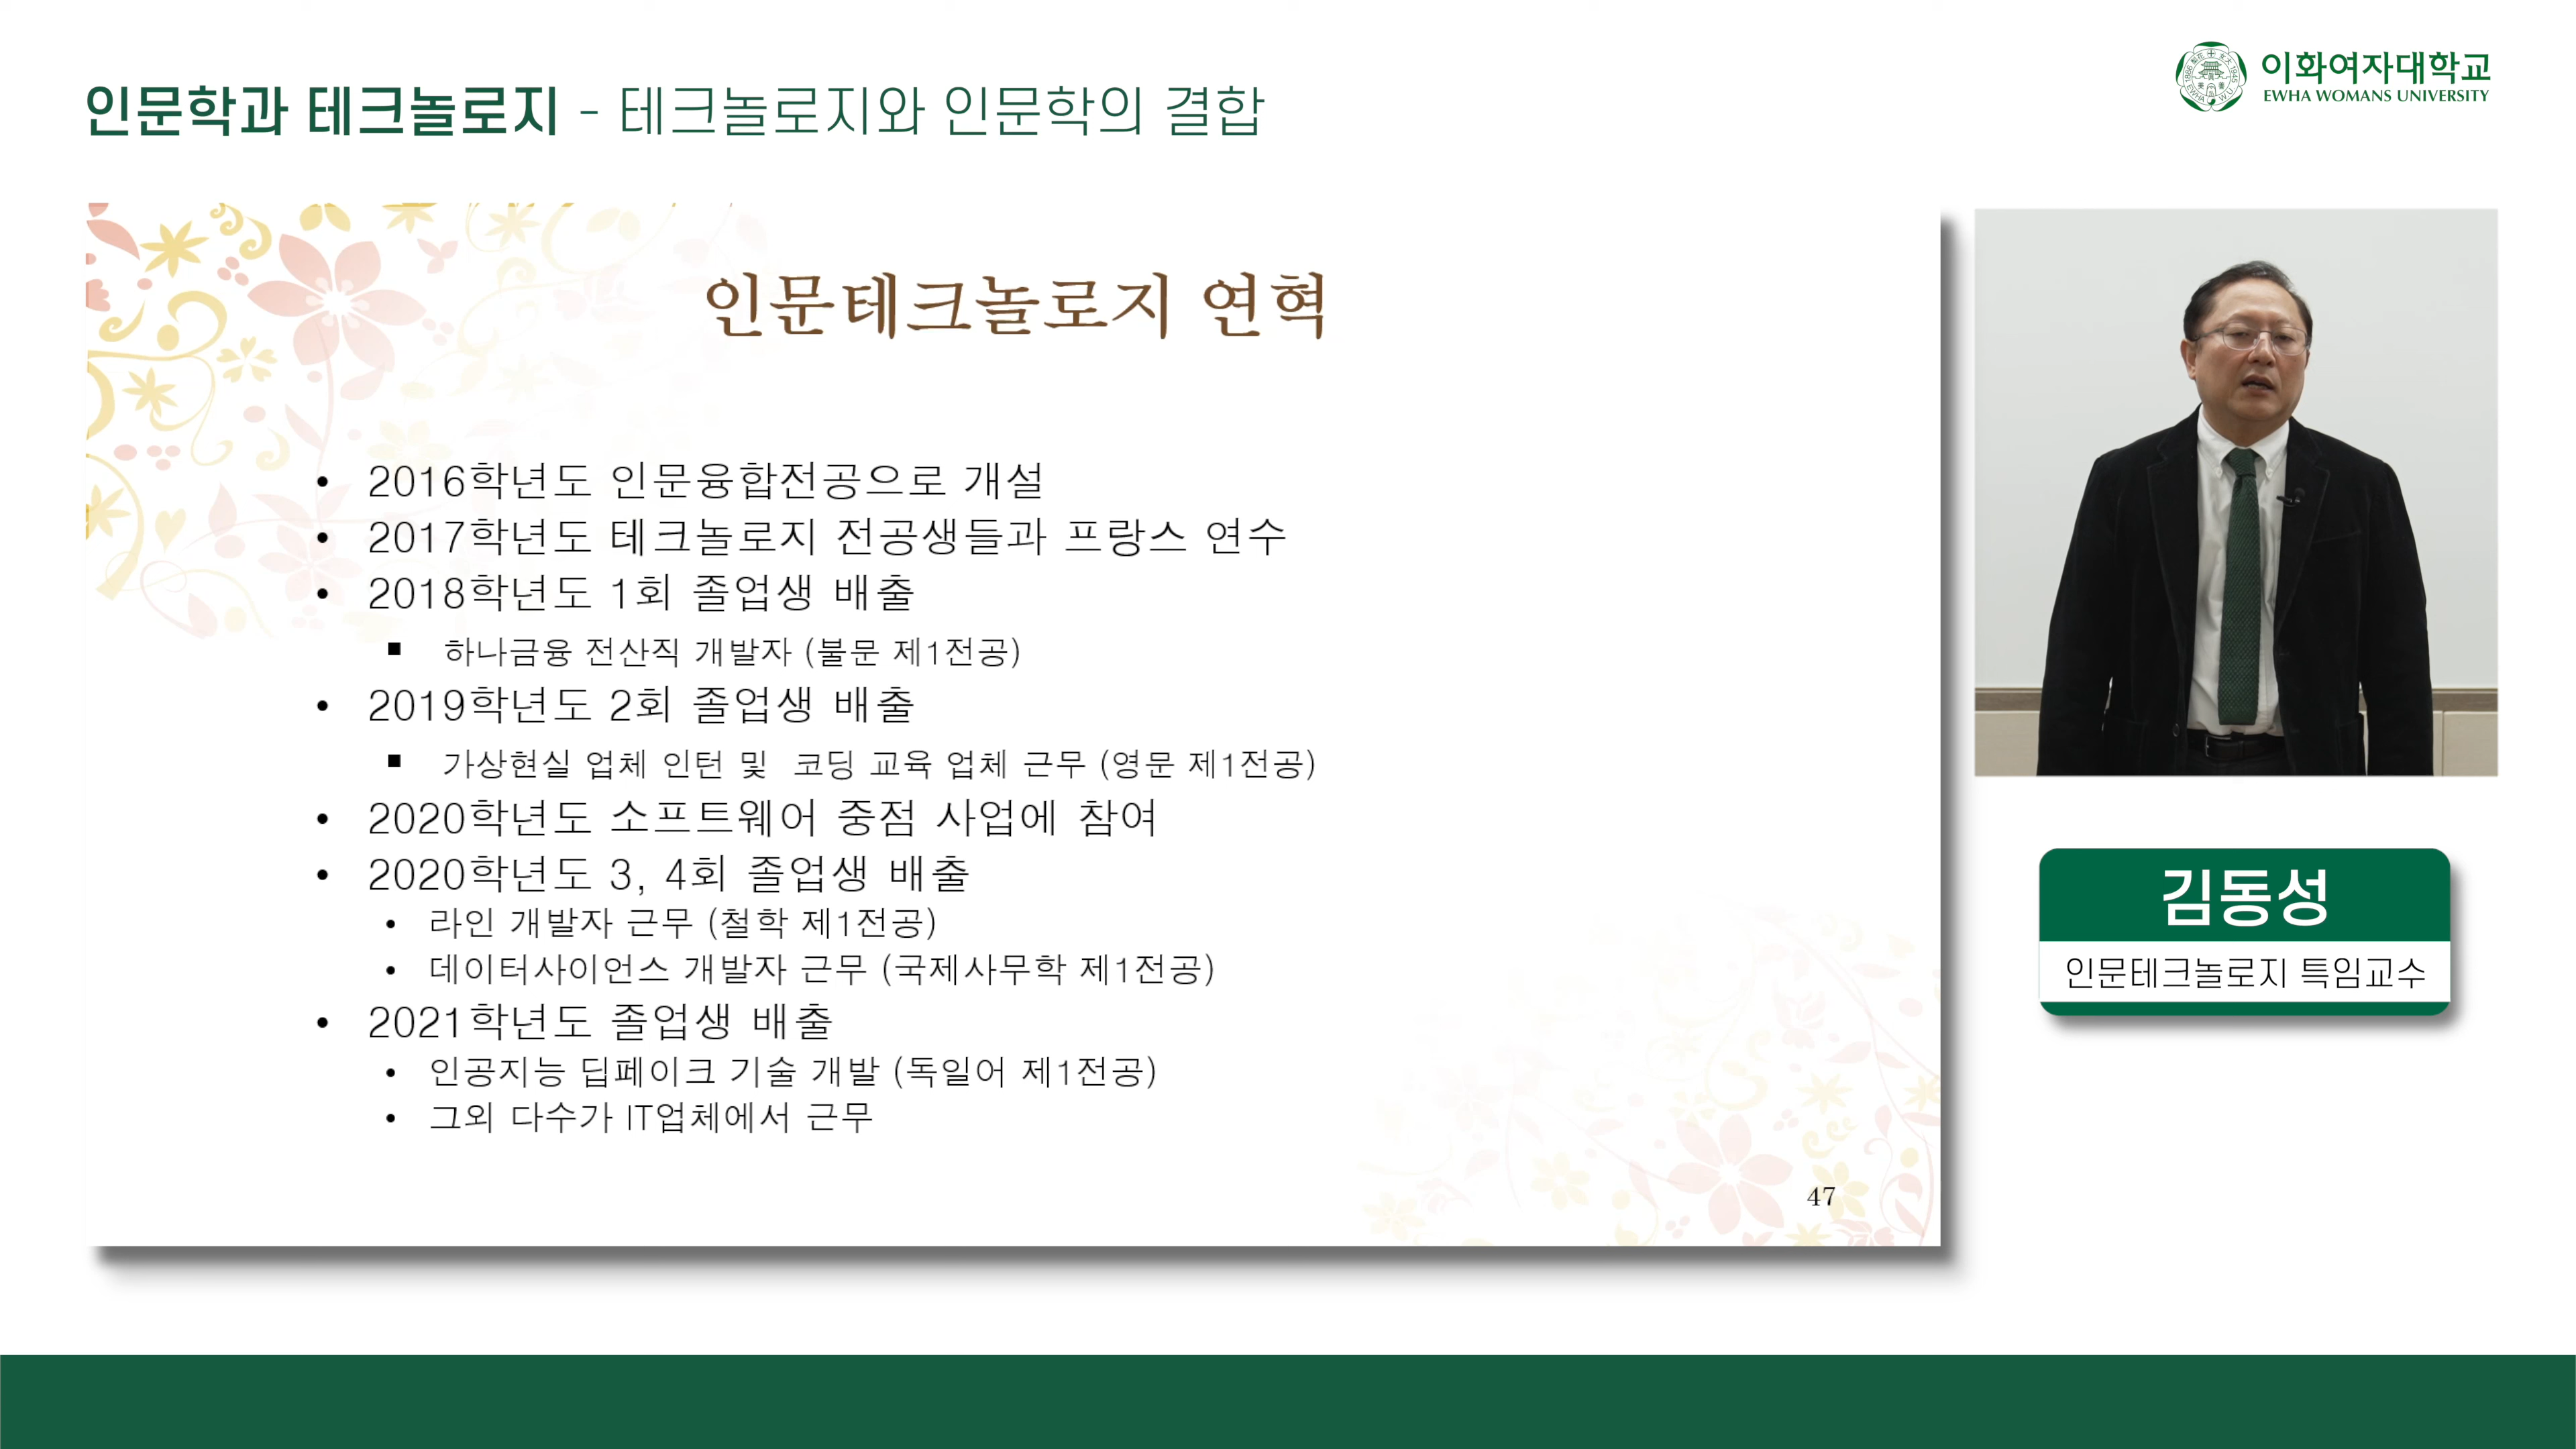 인문학과 테크놀로지 - 테크놀로지와 인문학의 결합
이화여자대학교
EWHA WOMANS UNIVERSITY
인문테크놀로지 연혁
• 2016학년도 인문융합전공으로 개설
• 2017학년도 테크놀로지 전공생들과 프랑스 연수
• 2018학년도 1회 졸업생 배출
▪ 하나금융 전산직 개발자 (불문 제1전공)
• 2019학년도 2회 졸업생 배출
▪ 가상현실 업체 인턴 및 코딩 교육 업체 근무 (영문 제1전공)
• 2020학년도 소프트웨어 중점 사업에 참여
• 2020학년도 3, 4회 졸업생 배출
• 라인 개발자 근무 (철학 제1전공)
• 데이터사이언스 개발자 근무 (국제사무학 제1전공)
• 2021학년도 졸업생 배출
• 인공지능 딥페이크 기술 개발 (독일어 제1전공)
• 그외 다수가 IT업체에서 근무
47
김동성
인문테크놀로지 특임교수